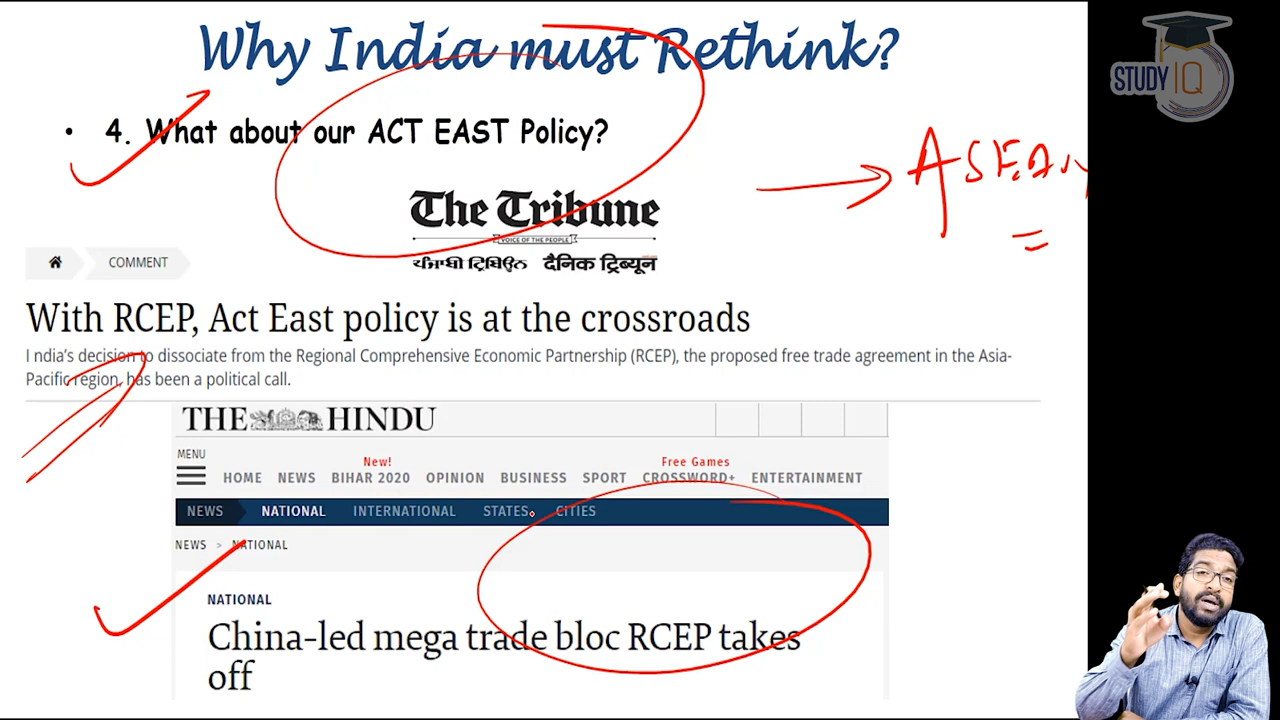 Why India must Rethink?
STUDY IQ
• 4. What about our ACT EAST Policy?
ASEAN
The Tribune
VOICE OF THE PEOPLE
ਪੰਜਾਬੀ ਟ੍ਰਿਬਿਊਨ दैनिक ट्रिब्यून
COMMENT
With RCEP, Act East policy is at the crossroads
India's decision to dissociate from the Regional Comprehensive Economic Partnership (RCEP), the proposed free trade agreement in the Asia-
Pacific region, has been a political call.
THE HINDU
MENU
New! Free Games
HOME NEWS BIHAR 2020 OPINION BUSINESS SPORT CROSSWORD+ ENTERTAINMENT
NEWS NATIONAL INTERNATIONAL STATES CITIES
NEWS > NATIONAL
NATIONAL
China-led mega trade bloc RCEP takes
off